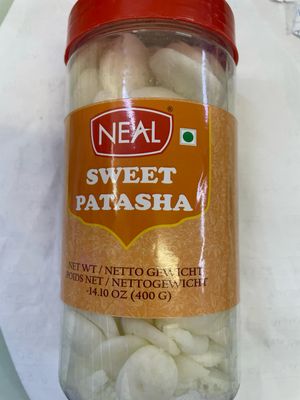 NEAL®
SWEET
PATASHA
NET WT / NETTO GEWICHT
POIDS NET / NETTOGEWICHT
-14.10 OZ (400 G)